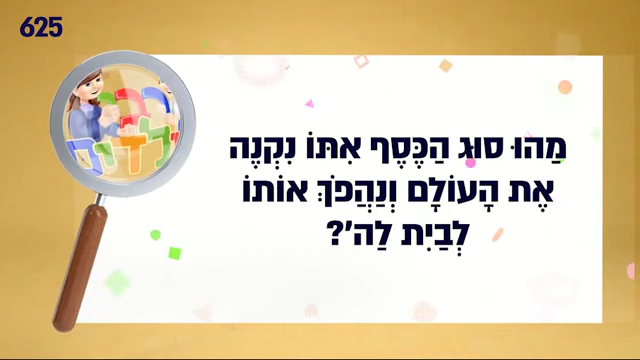 625
מַהוּ סוּג הַכֶּסֶף אִתּוֹ נִקְנֶה
אֶת הָעוֹלָם וְנַהֲפֹךְ אוֹתוֹ
לְבַיִת לַה'?